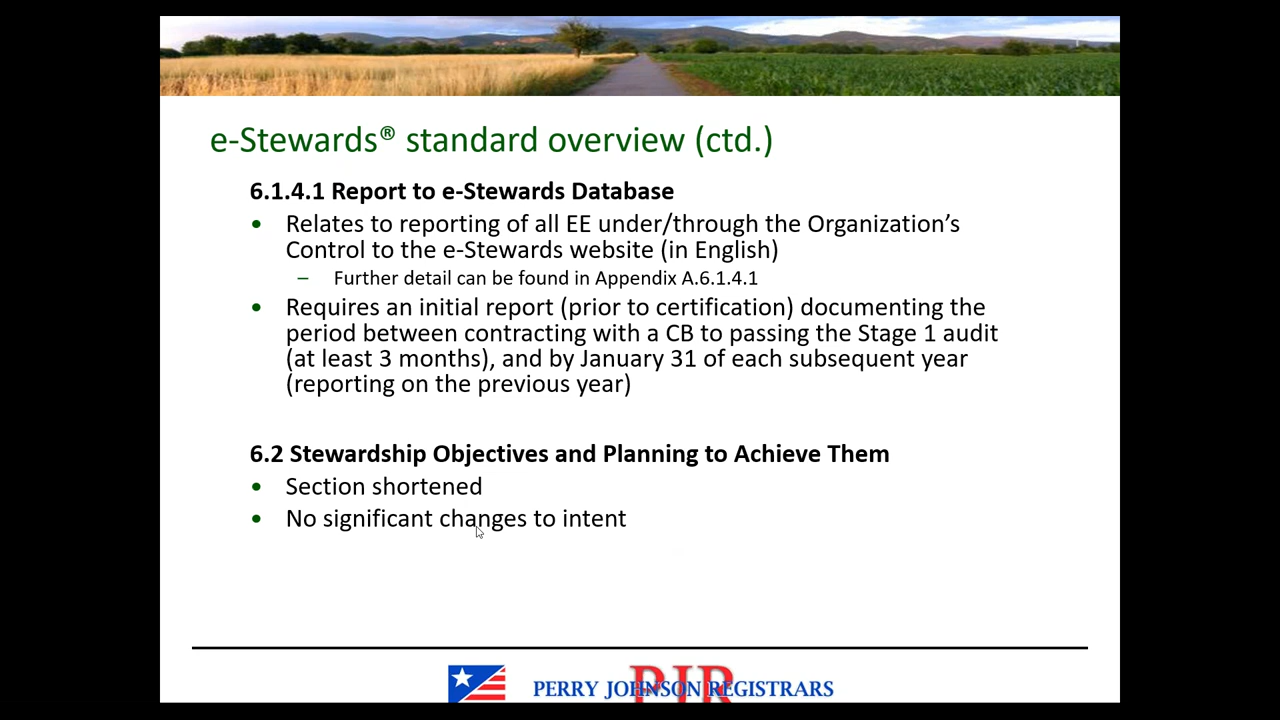 e-Stewards® standard overview (ctd.)
6.1.4.1 Report to e-Stewards Database
• Relates to reporting of all EE under/through the Organization’s
Control to the e-Stewards website (in English)
– Further detail can be found in Appendix A.6.1.4.1
• Requires an initial report (prior to certification) documenting the
period between contracting with a CB to passing the Stage 1 audit
(at least 3 months), and by January 31 of each subsequent year
(reporting on the previous year)
6.2 Stewardship Objectives and Planning to Achieve Them
• Section shortened
• No significant changes to intent
PJR
PERRY JOHNSON REGISTRARS